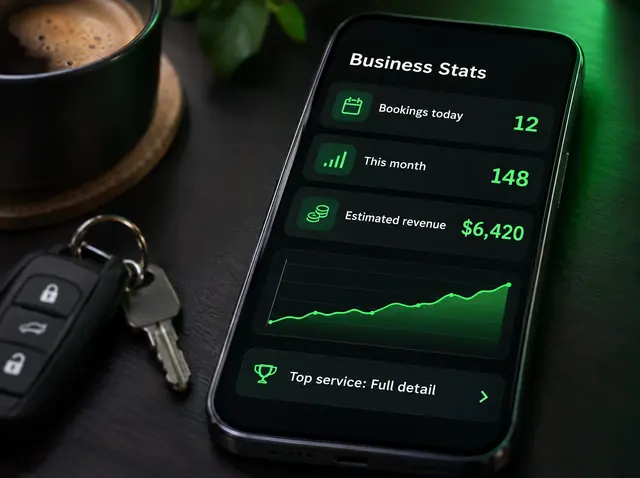 Business Stats
Bookings today 12
This month 148
Estimated revenue $6,420
Top service: Full detail